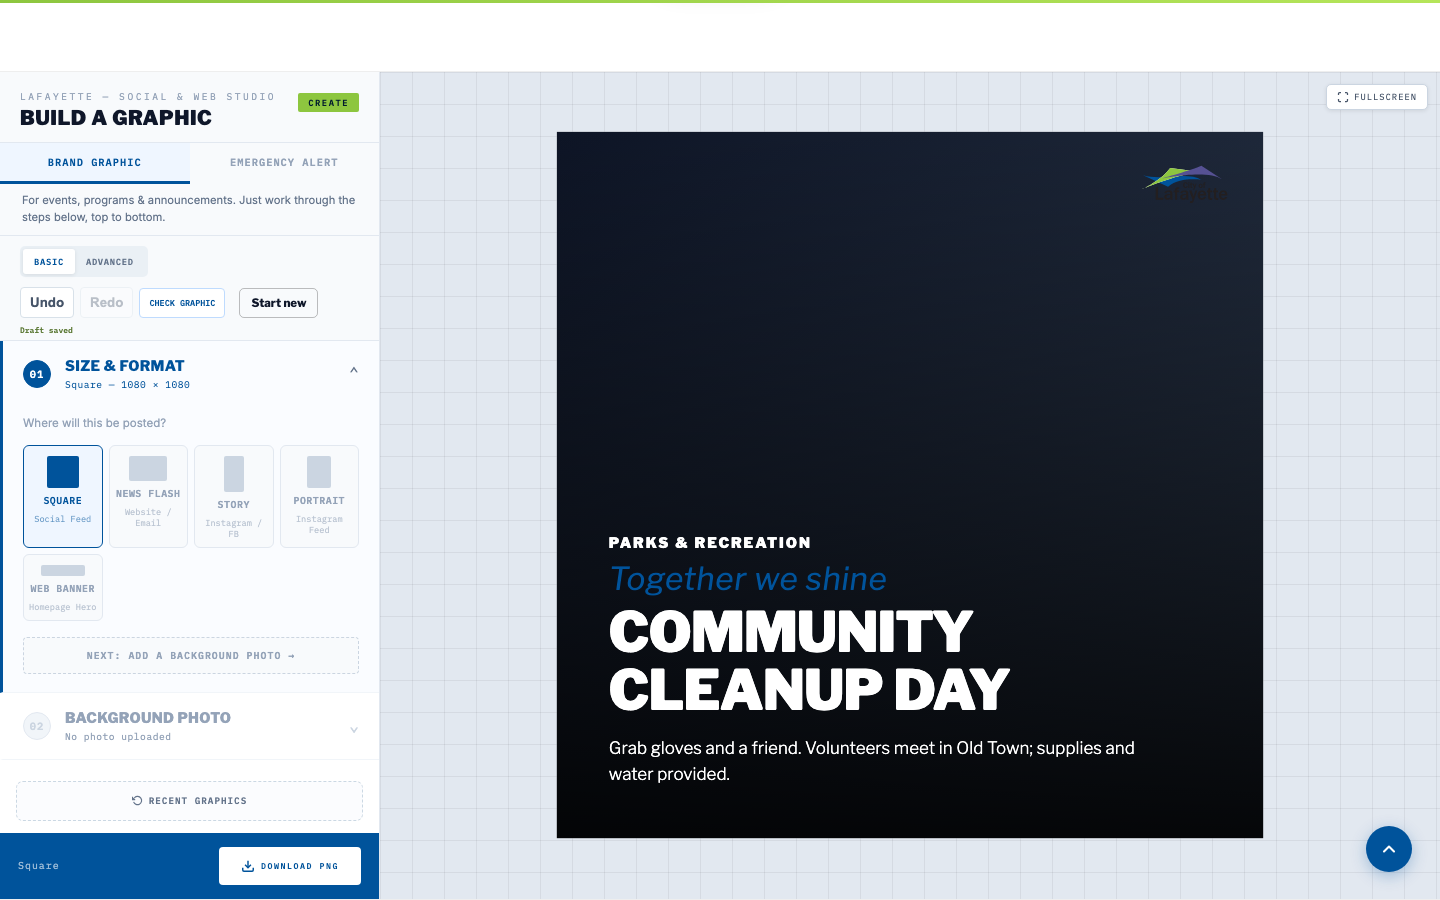 LAFAYETTE — SOCIAL & WEB STUDIO
BUILD A GRAPHIC
CREATE
BRAND GRAPHIC
EMERGENCY ALERT
For events, programs & announcements. Just work through the
steps below, top to bottom.
BASIC
ADVANCED
Undo
Redo
CHECK GRAPHIC
Start new
Draft saved
01
SIZE & FORMAT
Square — 1080 × 1080
Where will this be posted?
SQUARE
Social Feed
NEWS FLASH
Website /
Email
STORY
Instagram /
FB
PORTRAIT
Instagram
Feed
WEB BANNER
Homepage Hero
NEXT: ADD A BACKGROUND PHOTO →
02
BACKGROUND PHOTO
No photo uploaded
RECENT GRAPHICS
Square
DOWNLOAD PNG
FULLSCREEN
Lafayette
PARKS & RECREATION
Together we shine
COMMUNITY
CLEANUP DAY
Grab gloves and a friend. Volunteers meet in Old Town; supplies and
water provided.